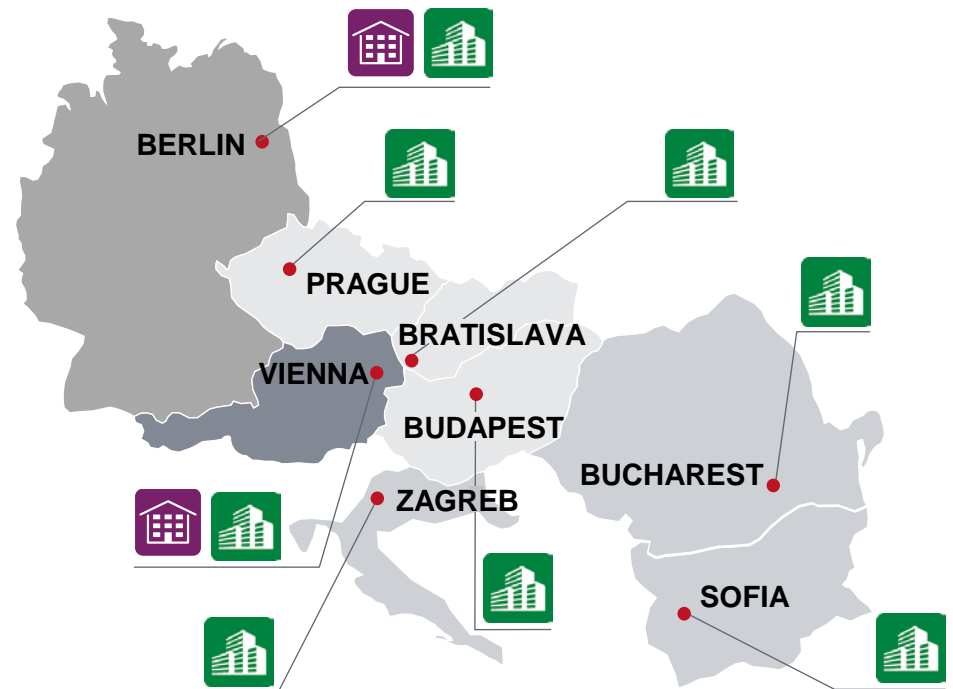 BERLIN
PRAGUE
BRATISLAVA
VIENNA
BUDAPEST
BUCHAREST
ZAGREB
SOFIA